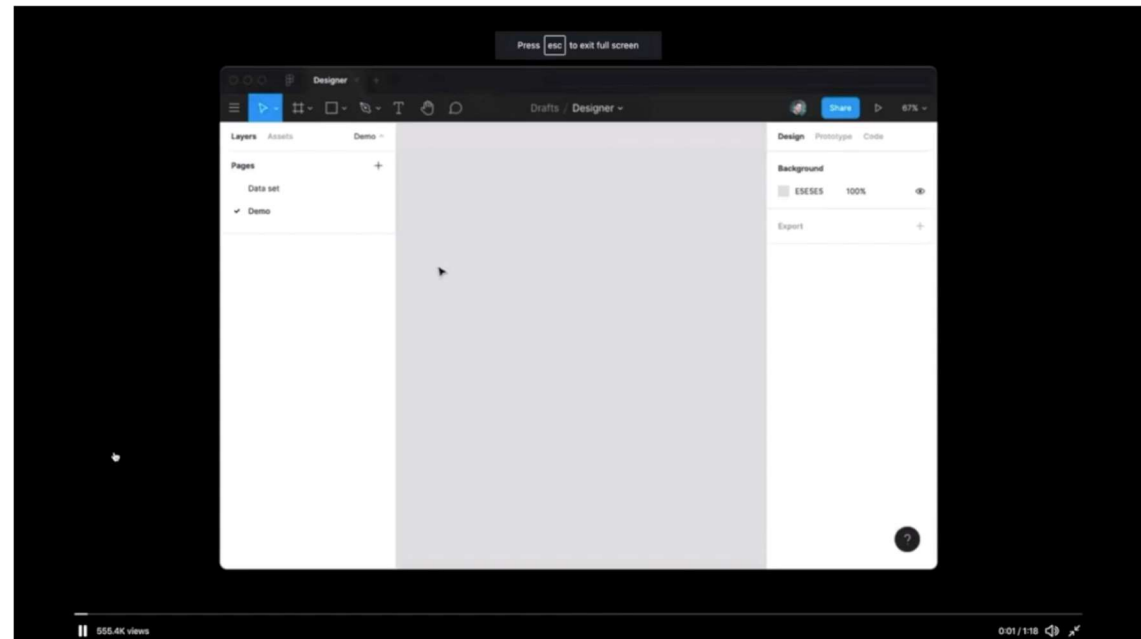 Press esc to exit full screen
Designer
Drafts / Designer
Share
67%
Layers Assets Demo
Pages
Data set
Demo
Design Prototype Code
Background
E5E5E5 100%
Export
?
555.4K views
0:01 / 1:18